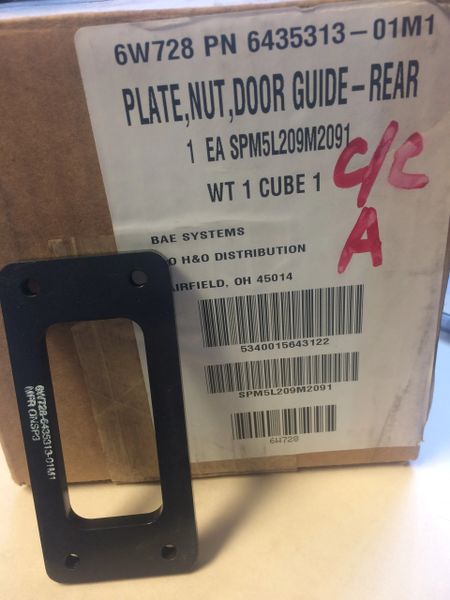 6W728 PN 6435313-01M1
PLATE,NUT,DOOR GUIDE-REAR
1 EA SPM5L209M2091
WT 1 CUBE 1
C/C
A
BAE SYSTEMS
O H&O DISTRIBUTION
AIRFIELD, OH 45014
5340015643122
SPM5L209M2091
6W728
6W728-6435313-01M1